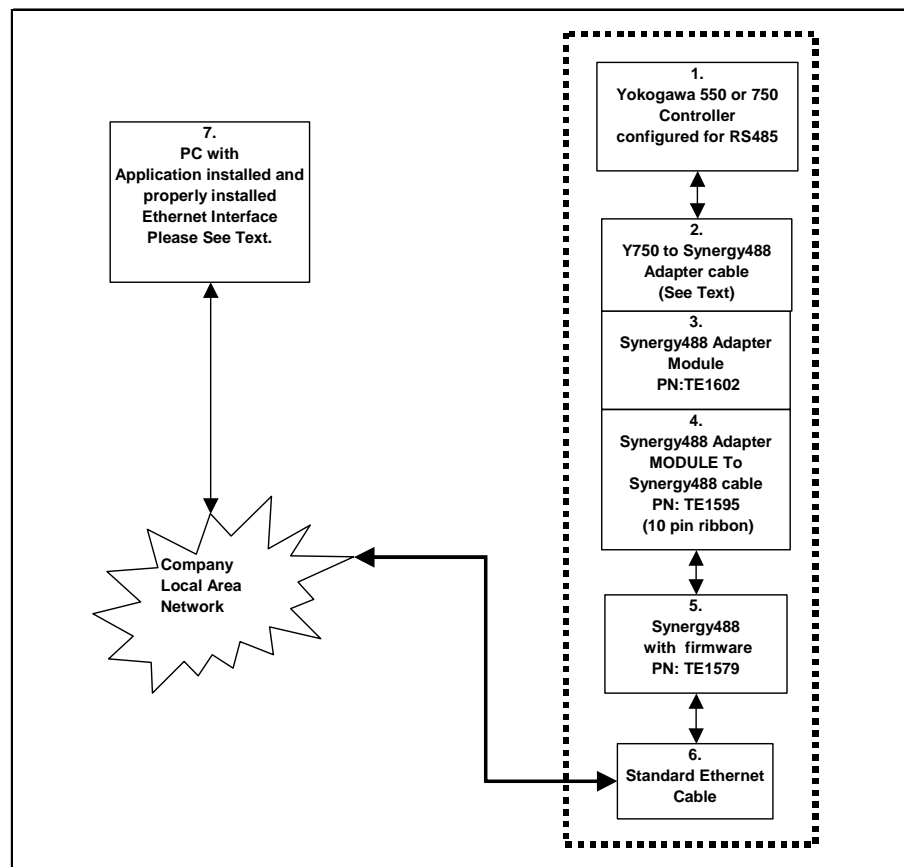 1.
Yokogawa 550 or 750
Controller
configured for RS485
7.
PC with
Application installed and
properly installed
Ethernet Interface
Please See Text.
2.
Y750 to Synergy488
Adapter cable
(See Text)
3.
Synergy488 Adapter
Module
PN:TE1602
4.
Synergy488 Adapter
MODULE To
Synergy488 cable
PN: TE1595
(10 pin ribbon)
Company
Local Area
Network
5.
Synergy488
with firmware
PN: TE1579
6.
Standard Ethernet
Cable